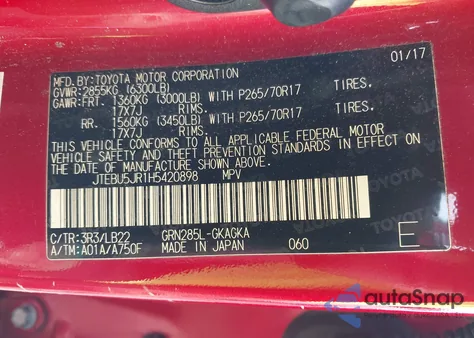 MFD. BY: TOYOTA MOTOR CORPORATION 01/17
GVWR: 2855KG (6300LB)
GAWR: FRT. 1360KG (3000LB) WITH P265/70R17 TIRES.
17X7J RIMS.
RR. 1560KG (3450LB) WITH P265/70R17 TIRES.
17X7J RIMS.
THIS VEHICLE CONFORMS TO ALL APPLICABLE FEDERAL MOTOR
VEHICLE SAFETY AND THEFT PREVENTION STANDARDS IN EFFECT ON
THE DATE OF MANUFACTURE SHOWN ABOVE.
JTEBU5JR1H5420898 MPV
C/TR: 3R3/LB22 GRN285L-GKAGKA
A/TM: A01A/A750F MADE IN JAPAN 060 E
autoSnap